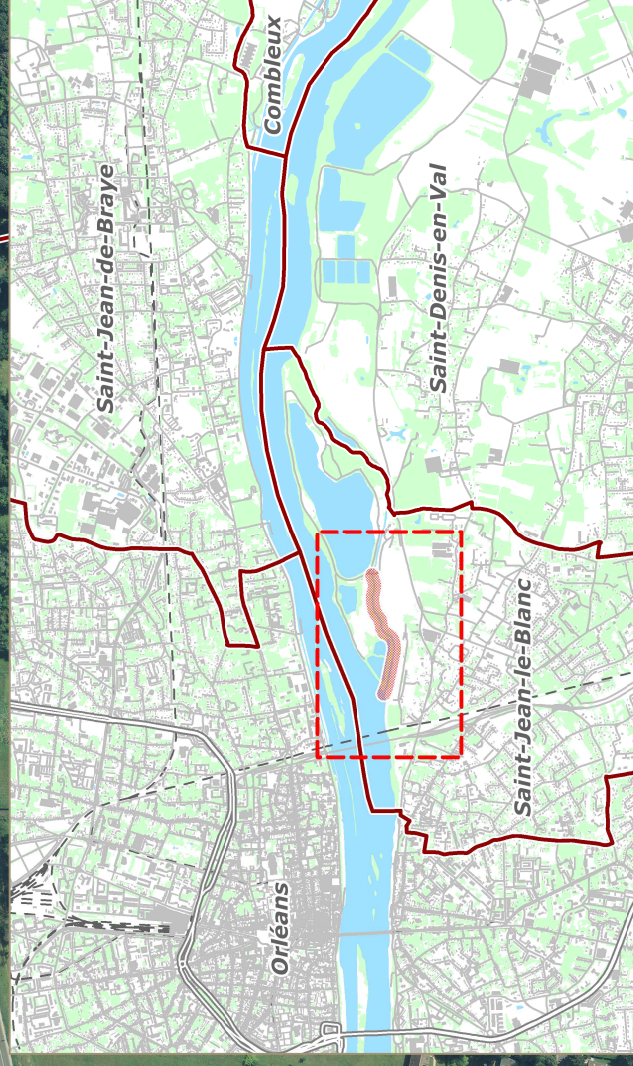 Combleux
Saint-Jean-de-Braye
Saint-Denis-en-Val
Saint-Jean-le-Blanc
Orléans